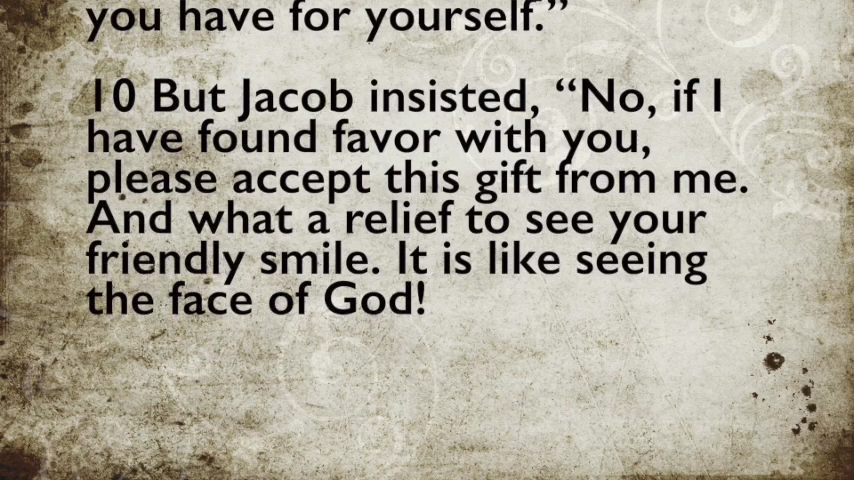 you have for yourself.”
10 But Jacob insisted, “No, if I
have found favor with you,
please accept this gift from me.
And what a relief to see your
friendly smile. It is like seeing
the face of God!